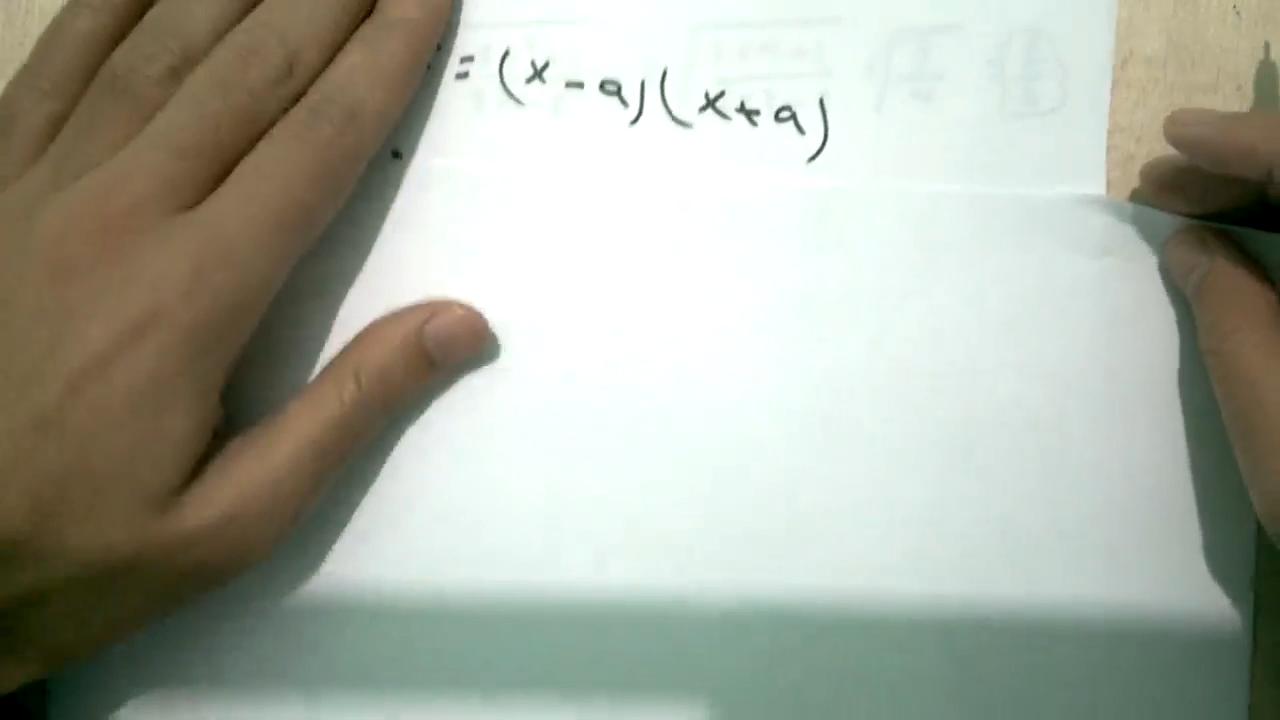 = (x - a)(x + a)